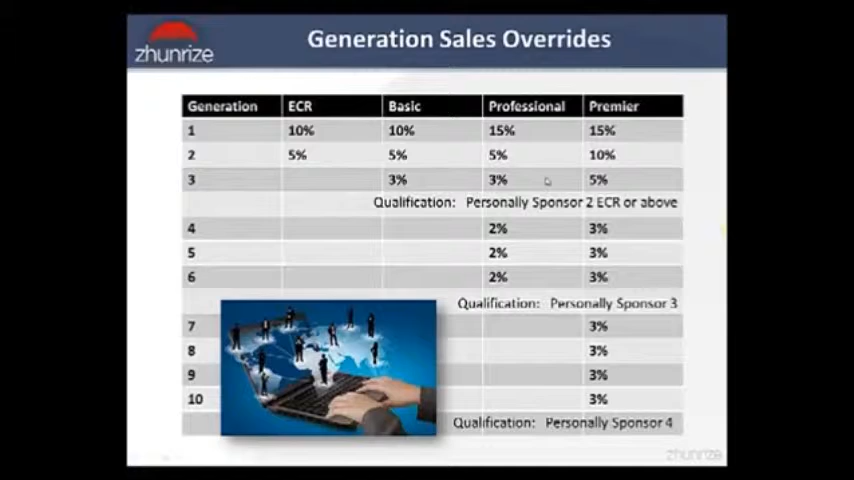 zhunrize
Generation Sales Overrides
Generation ECR Basic Professional Premier
1 10% 10% 15% 15%
2 5% 5% 5% 10%
3 3% 3% 5%
Qualification: Personally Sponsor 2 ECR or above
4 2% 3%
5 2% 3%
6 2% 3%
Qualification: Personally Sponsor 3
7 3%
8 3%
9 3%
10 3%
Qualification: Personally Sponsor 4
zhunrize